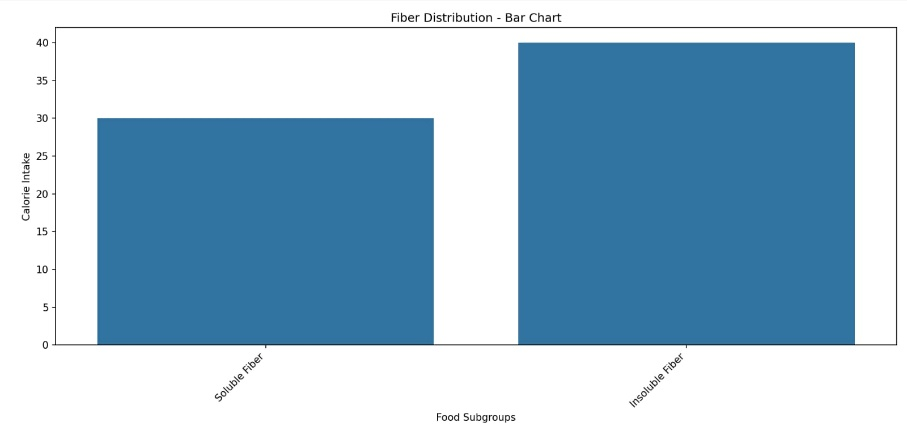 Fiber Distribution - Bar Chart
Calorie Intake
40
35
30
25
20
15
10
5
0
Soluble Fiber
Insoluble Fiber
Food Subgroups